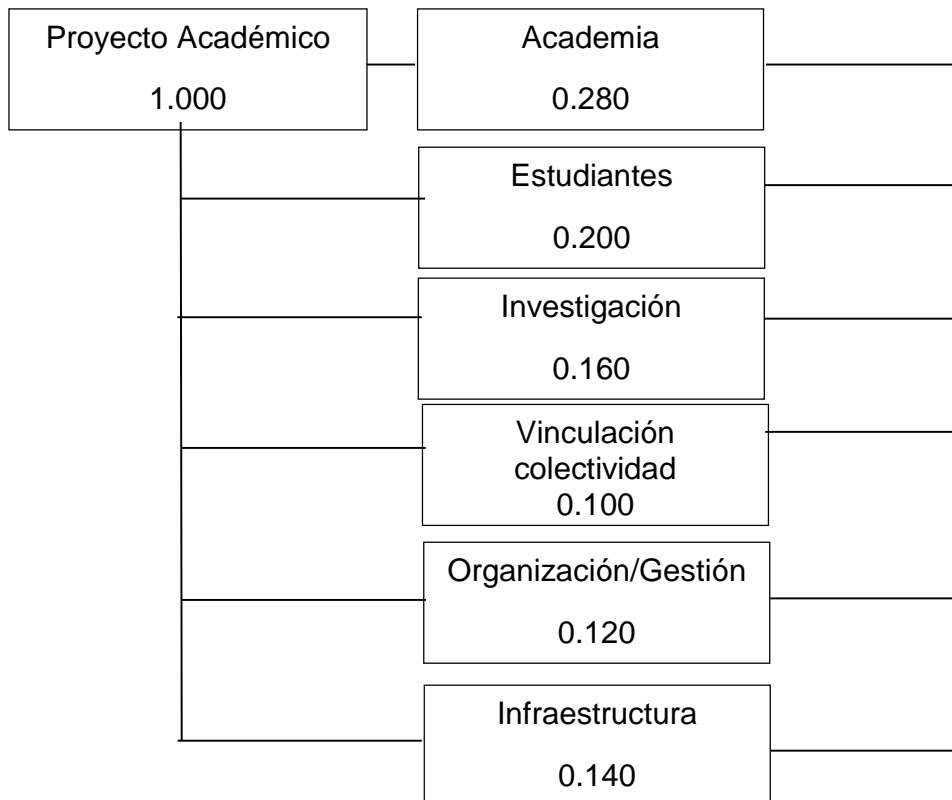 Proyecto Académico
1.000
Academia
0.280
Estudiantes
0.200
Investigación
0.160
Vinculación
colectividad
0.100
Organización/Gestión
0.120
Infraestructura
0.140